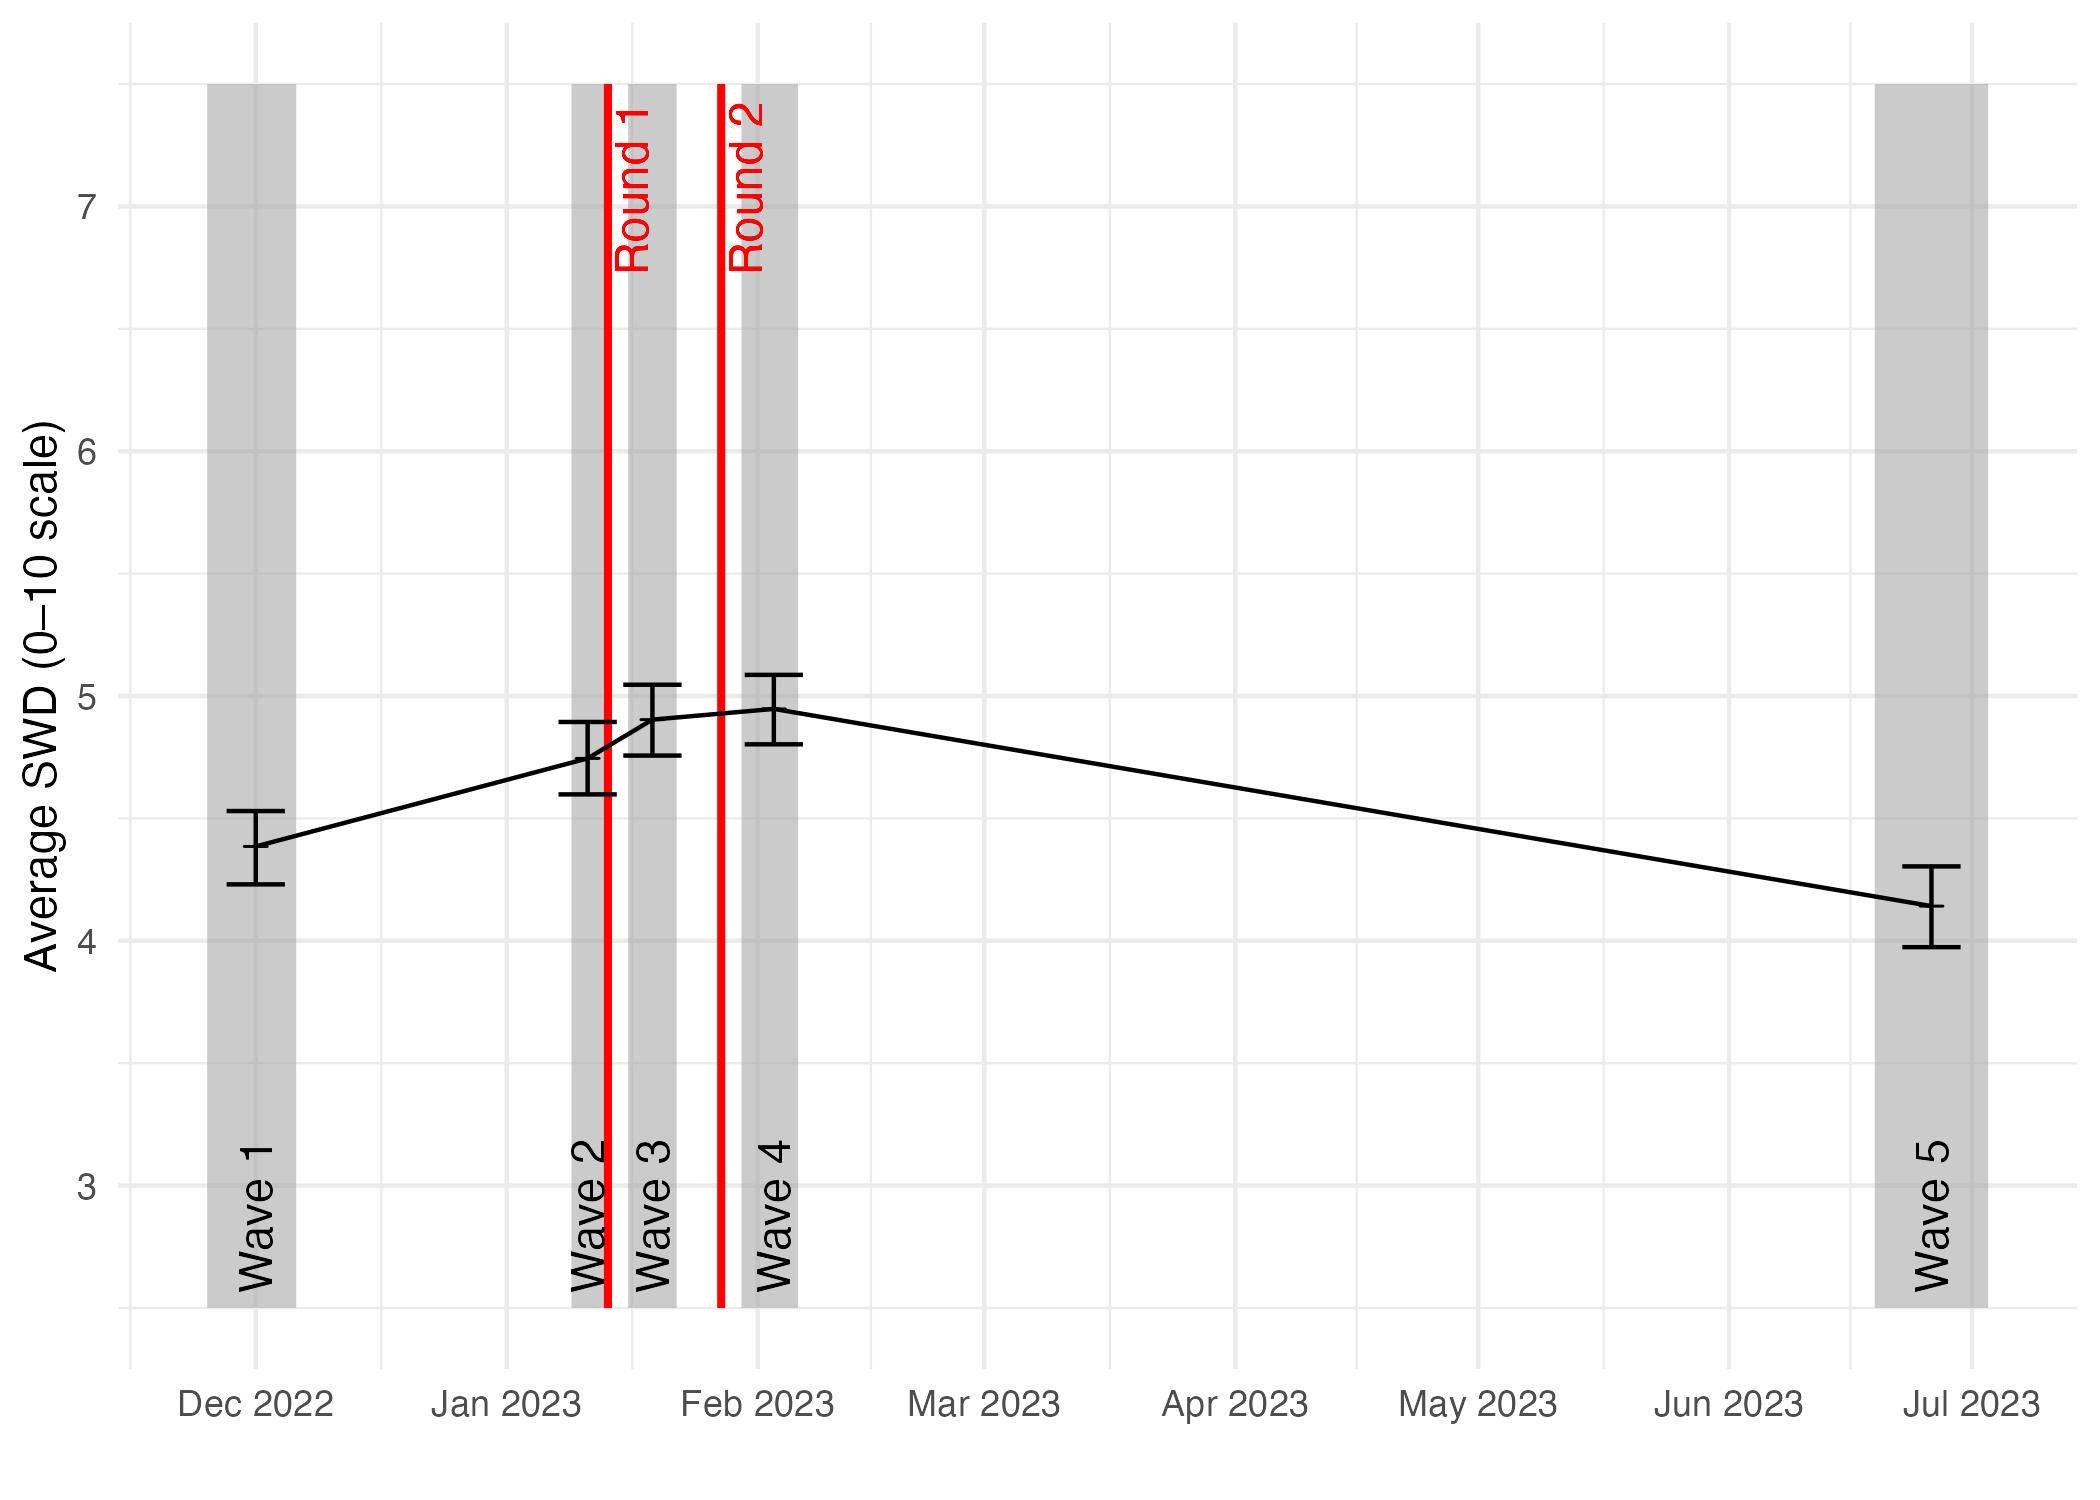 Average SWD (0–10 scale)
7
6
5
4
3
Round 1
Round 2
Wave 1
Wave 2
Wave 3
Wave 4
Wave 5
Dec 2022
Jan 2023
Feb 2023
Mar 2023
Apr 2023
May 2023
Jun 2023
Jul 2023